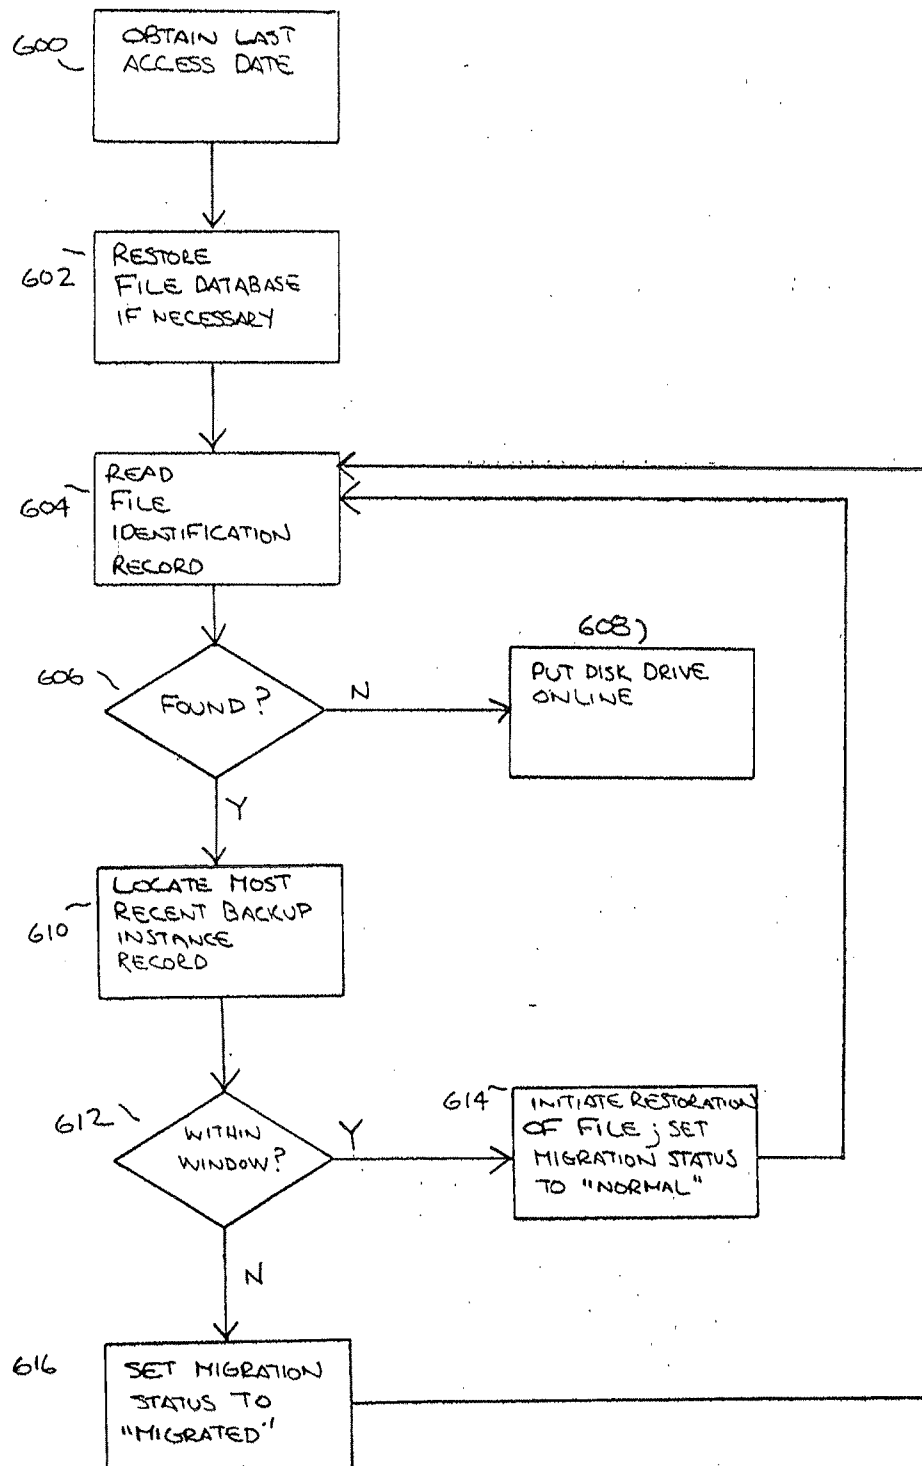 600
OBTAIN LAST
ACCESS DATE
602
RESTORE
FILE DATABASE
IF NECESSARY
604
READ
FILE
IDENTIFICATION
RECORD
606
FOUND?
N
608
PUT DISK DRIVE
ONLINE
Y
610
LOCATE MOST
RECENT BACKUP
INSTANCE
RECORD
612
WITHIN
WINDOW?
Y
614
INITIATE RESTORATION
OF FILE; SET
MIGRATION STATUS
TO "NORMAL"
N
616
SET MIGRATION
STATUS TO
"MIGRATED"